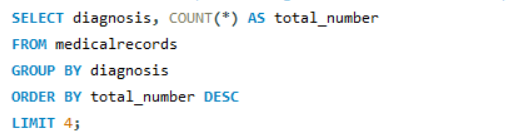 SELECT diagnosis, COUNT(*) AS total_number
FROM medicalrecords
GROUP BY diagnosis
ORDER BY total_number DESC
LIMIT 4;